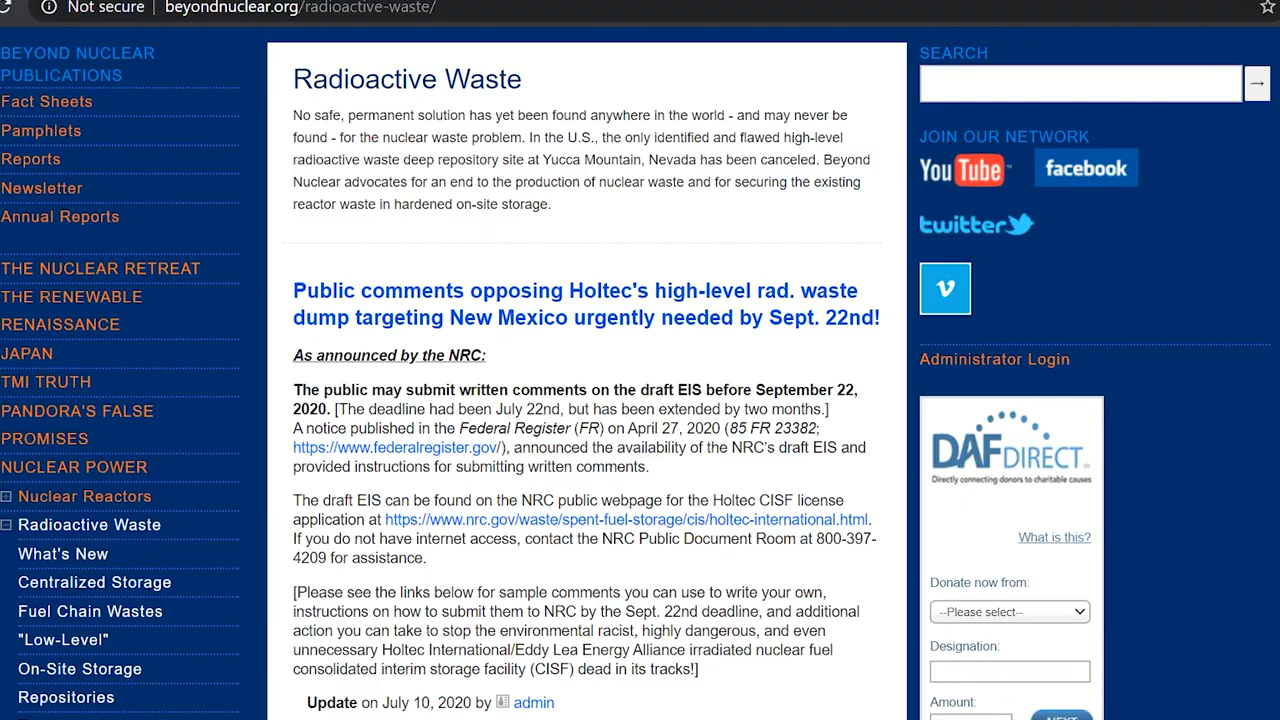 Not secure | beyondnuclear.org/radioactive-waste/
BEYOND NUCLEAR
PUBLICATIONS
Fact Sheets
Pamphlets
Reports
Newsletter
Annual Reports
THE NUCLEAR RETREAT
THE RENEWABLE
RENAISSANCE
JAPAN
TMI TRUTH
PANDORA'S FALSE
PROMISES
NUCLEAR POWER
Nuclear Reactors
Radioactive Waste
What's New
Centralized Storage
Fuel Chain Wastes
"Low-Level"
On-Site Storage
Repositories
Radioactive Waste
No safe, permanent solution has yet been found anywhere in the world - and may never be
found - for the nuclear waste problem. In the U.S., the only identified and flawed high-level
radioactive waste deep repository site at Yucca Mountain, Nevada has been canceled. Beyond
Nuclear advocates for an end to the production of nuclear waste and for securing the existing
reactor waste in hardened on-site storage.
Public comments opposing Holtec's high-level rad. waste
dump targeting New Mexico urgently needed by Sept. 22nd!
As announced by the NRC:
The public may submit written comments on the draft EIS before September 22,
2020. [The deadline had been July 22nd, but has been extended by two months.]
A notice published in the Federal Register (FR) on April 27, 2020 (85 FR 23382;
https://www.federalregister.gov/), announced the availability of the NRC's draft EIS and
provided instructions for submitting written comments.
The draft EIS can be found on the NRC public webpage for the Holtec CISF license
application at https://www.nrc.gov/waste/spent-fuel-storage/cis/holtec-international.html.
If you do not have internet access, contact the NRC Public Document Room at 800-397-
4209 for assistance.
[Please see the links below for sample comments you can use to write your own,
instructions on how to submit them to NRC by the Sept. 22nd deadline, and additional
action you can take to stop the environmental racist, highly dangerous, and even
unnecessary Holtec International/Eddy Lea Energy Alliance irradiated nuclear fuel
consolidated interim storage facility (CISF) dead in its tracks!]
Update on July 10, 2020 by admin
SEARCH
→
JOIN OUR NETWORK
YouTube™ facebook
twitter
v
Administrator Login
DAFDIRECT
Directly connecting donors to charitable causes
What is this?
Donate now from:
--Please select--
Designation:
Amount:
NEXT